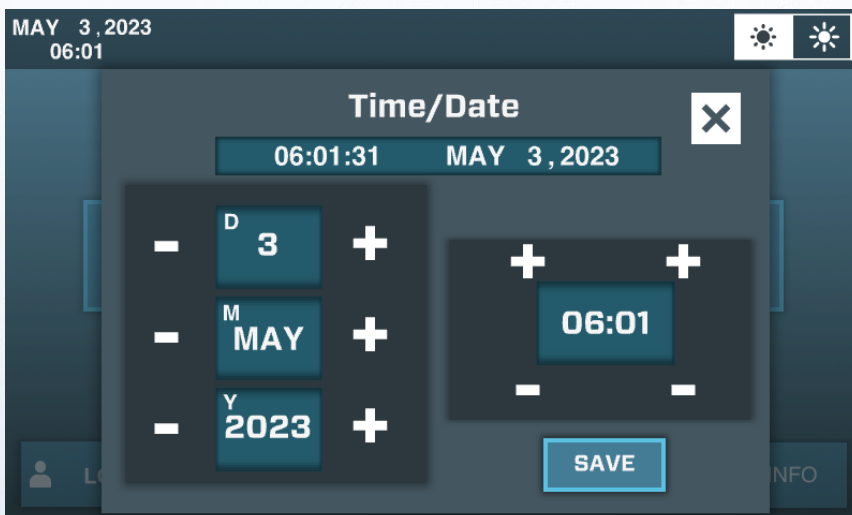 MAY 3,2023
06:01
Time/Date
06:01:31 MAY 3,2023
D
3
M
MAY
Y
2023
06:01
SAVE
INFO